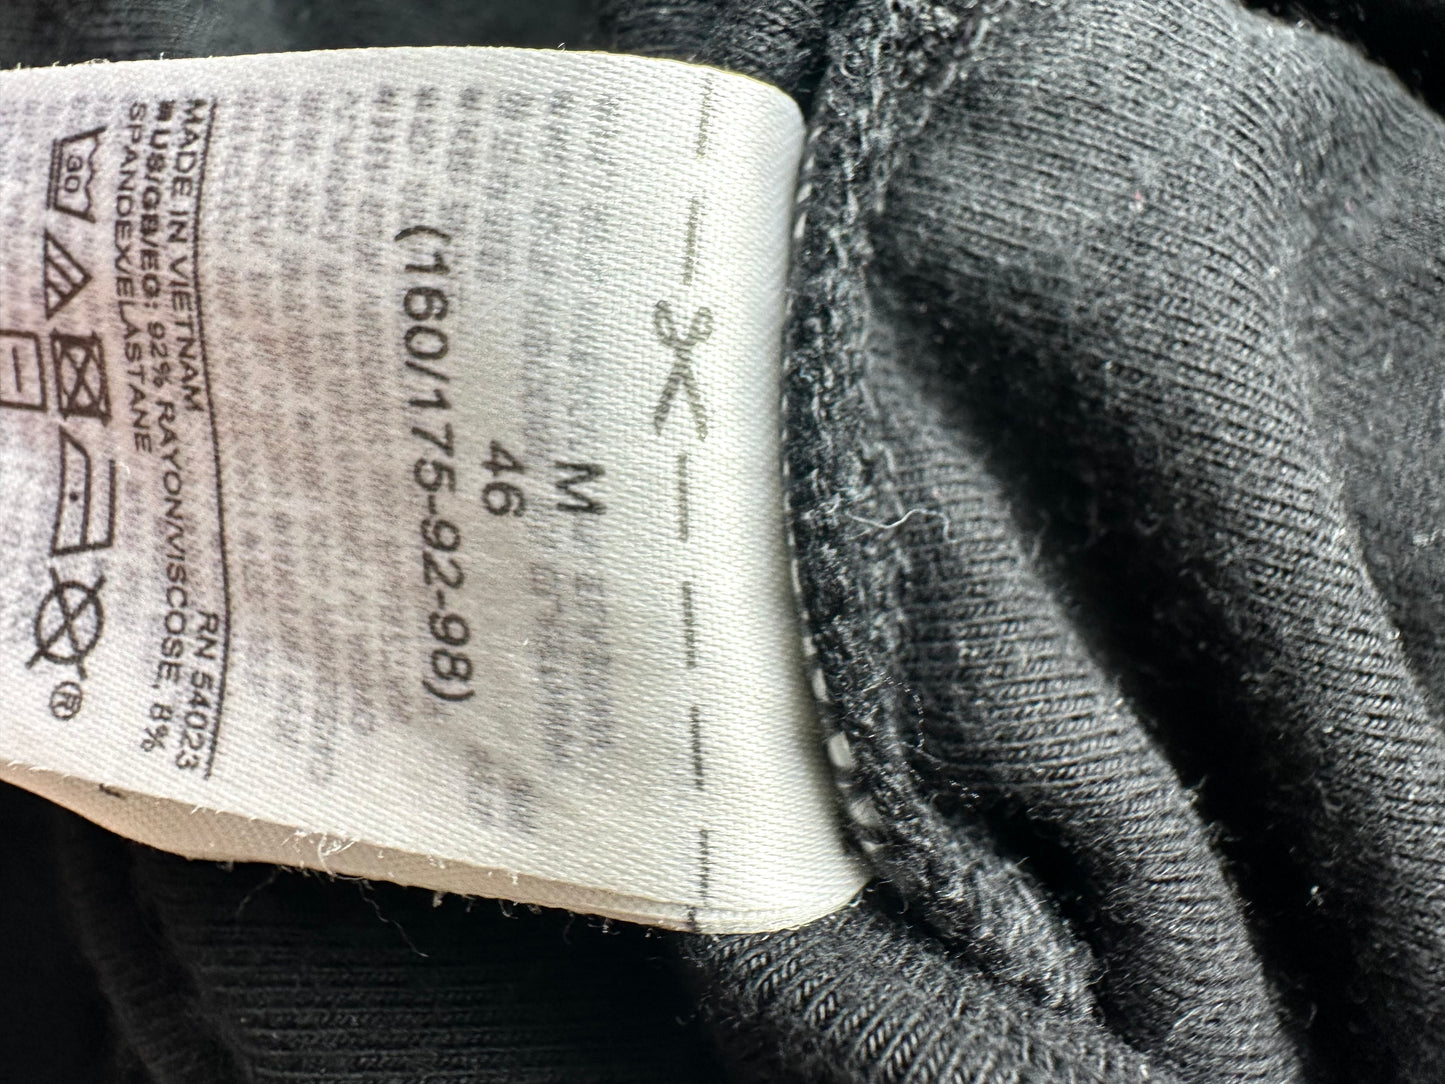 M
46
(160/175-92-98)
MADE IN VIETNAM RN 54023
US/GB/EG: 92% RAYON/VISCOSE, 8%
SPANDEX/ELASTANE
30
®